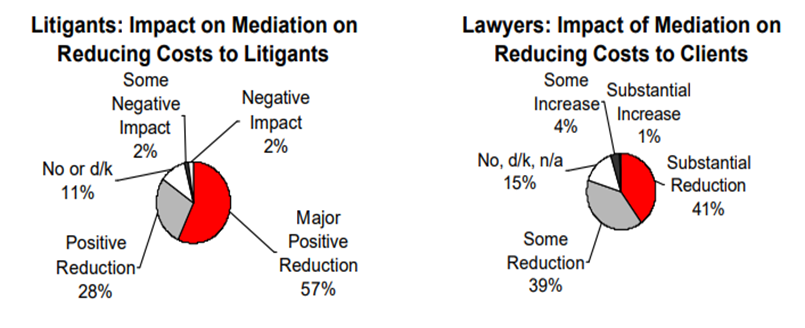 Litigants: Impact on Mediation on
Reducing Costs to Litigants
Some
Negative
Impact
2%
Negative
Impact
2%
No or d/k
11%
Positive
Reduction
28%
Major
Positive
Reduction
57%
Lawyers: Impact of Mediation on
Reducing Costs to Clients
Some
Increase
4%
Substantial
Increase
1%
No, d/k, n/a
15%
Substantial
Reduction
41%
Some
Reduction
39%